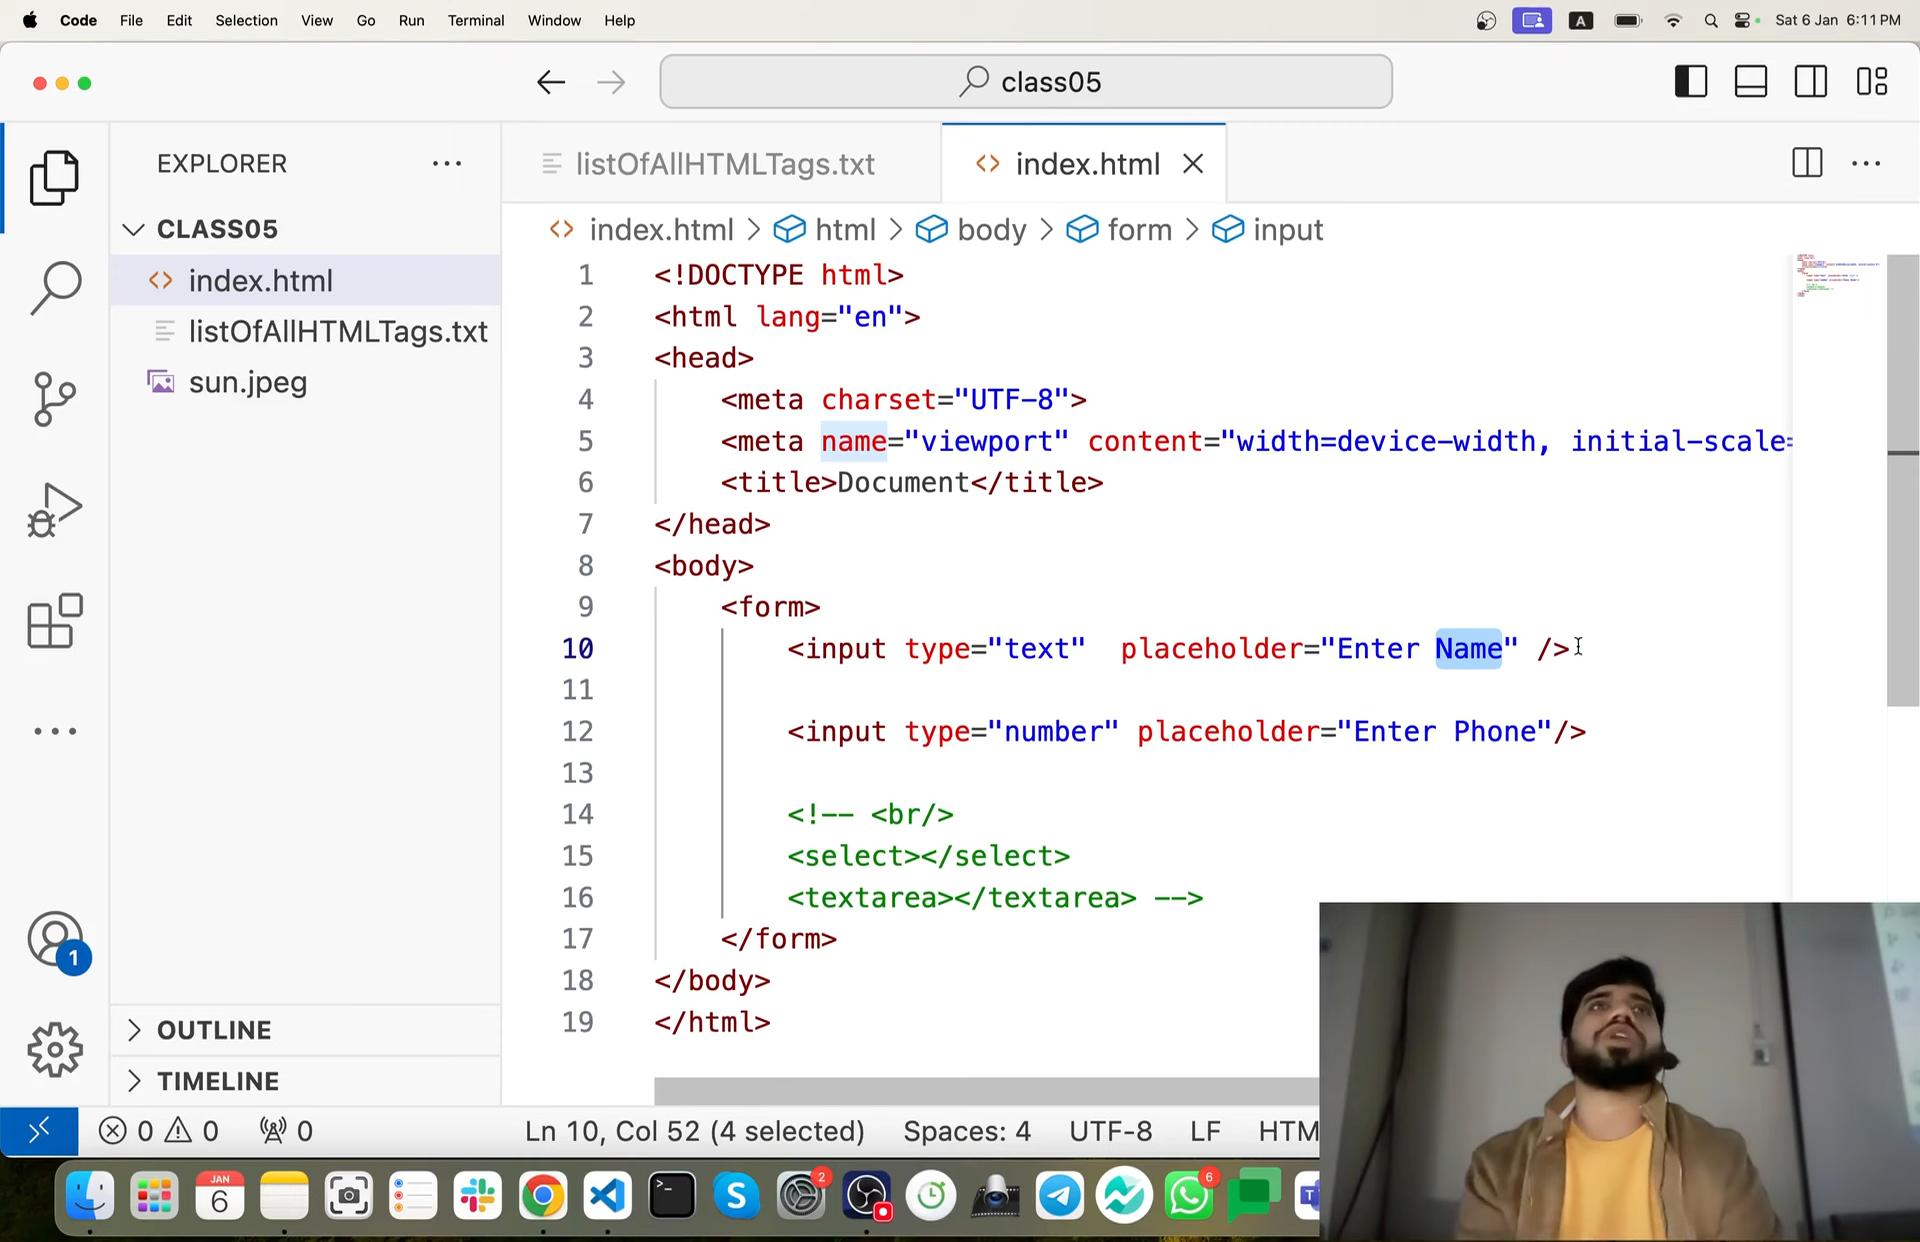 Code File Edit Selection View Go Run Terminal Window Help A Sat 6 Jan 6:11 PM
class05
EXPLORER
listOfAllHTMLTags.txt index.html
CLASS05
index.html > html > body > form > input
index.html
listOfAllHTMLTags.txt
sun.jpeg
1 <!DOCTYPE html>
2 <html lang="en">
3 <head>
4 <meta charset="UTF-8">
5 <meta name="viewport" content="width=device-width, initial-scale=
6 <title>Document</title>
7 </head>
8 <body>
9 <form>
10 <input type="text"  placeholder="Enter Name" />
11
12 <input type="number" placeholder="Enter Phone"/>
13
14 <!-- <br/>
15 <select></select>
16 <textarea></textarea> -->
17 </form>
18 </body>
19 </html>
1
OUTLINE
TIMELINE
0 0 0 Ln 10, Col 52 (4 selected) Spaces: 4 UTF-8 LF HTM
JAN
6
2
6